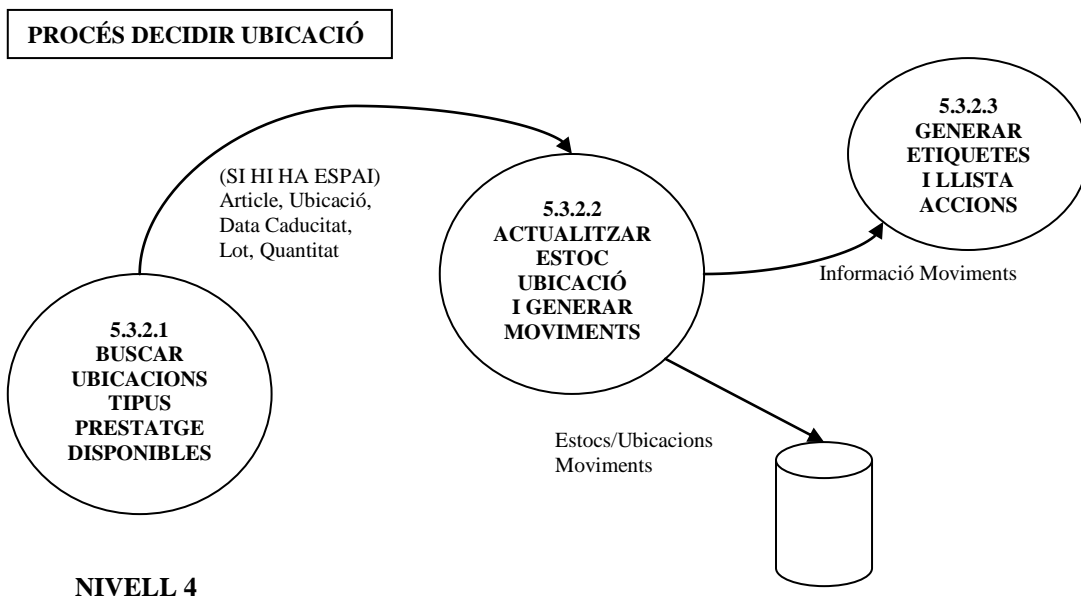 PROCÉS DECIDIR UBICACIÓ
5.3.2.3
GENERAR
ETIQUETES
I LLISTA
ACCIONS
(SI HI HA ESPAI)
Article, Ubicació,
Data Caducitat,
Lot, Quantitat
5.3.2.2
ACTUALITZAR
ESTOC
UBICACIÓ
I GENERAR
MOVIMENTS
Informació Moviments
5.3.2.1
BUSCAR
UBICACIONS
TIPUS
PRESTATGE
DISPONIBLES
Estocs/Ubicacions
Moviments
NIVELL 4